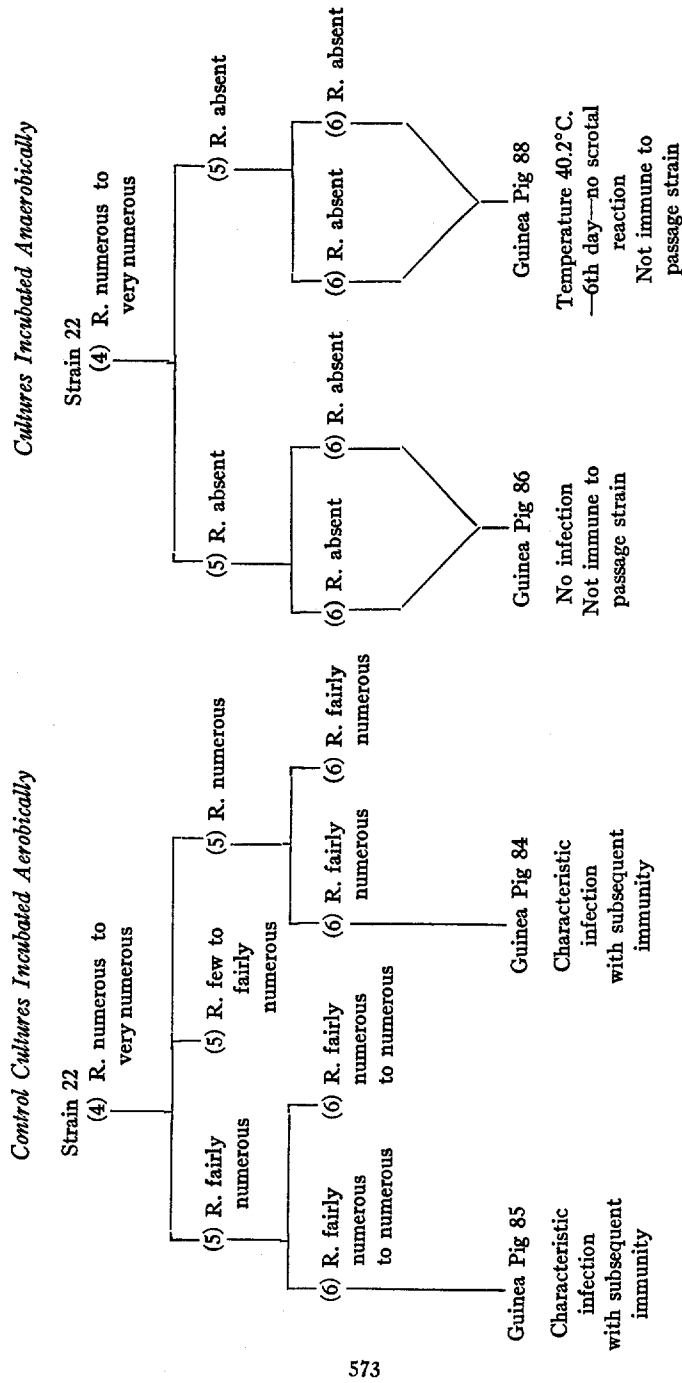 Control Cultures Incubated Aerobically
Strain 22
(4) R. numerous to
very numerous
(5) R. fairly
numerous
(5) R. few to
fairly
numerous
(5) R. numerous
(6) R. fairly
numerous
to numerous
(6) R. fairly
numerous
to numerous
(6) R. fairly
numerous
(6) R. fairly
numerous
Guinea Pig 85
Characteristic
infection
with subsequent
immunity
Guinea Pig 84
Characteristic
infection
with subsequent
immunity
Cultures Incubated Anaerobically
Strain 22
(4) R. numerous to
very numerous
(5) R. absent
(5) R. absent
(6) R. absent
(6) R. absent
(6) R. absent
(6) R. absent
Guinea Pig 86
No infection
Not immune to
passage strain
Guinea Pig 88
Temperature 40.2°C.
—6th day—no scrotal
reaction
Not immune to
passage strain
573